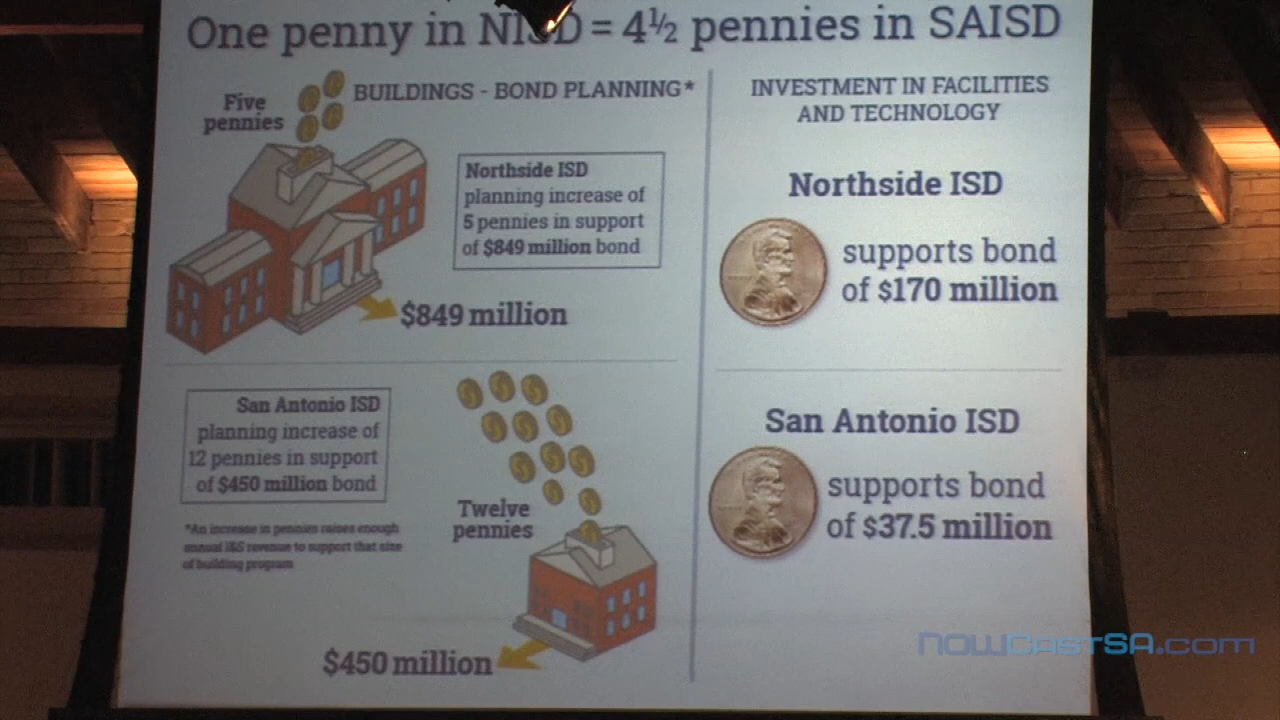 One penny in NISD = 4½ pennies in SAISD
Five
pennies
BUILDINGS - BOND PLANNING*
Northside ISD
planning increase of
5 pennies in support
of $849 million bond
$849 million
San Antonio ISD
planning increase of
12 pennies in support
of $450 million bond
*An increase in pennies raises enough
annual I&S revenue to support that size
of building program
Twelve
pennies
$450 million
INVESTMENT IN FACILITIES
AND TECHNOLOGY
Northside ISD
supports bond
of $170 million
San Antonio ISD
supports bond
of $37.5 million
NOWCASTSA.com